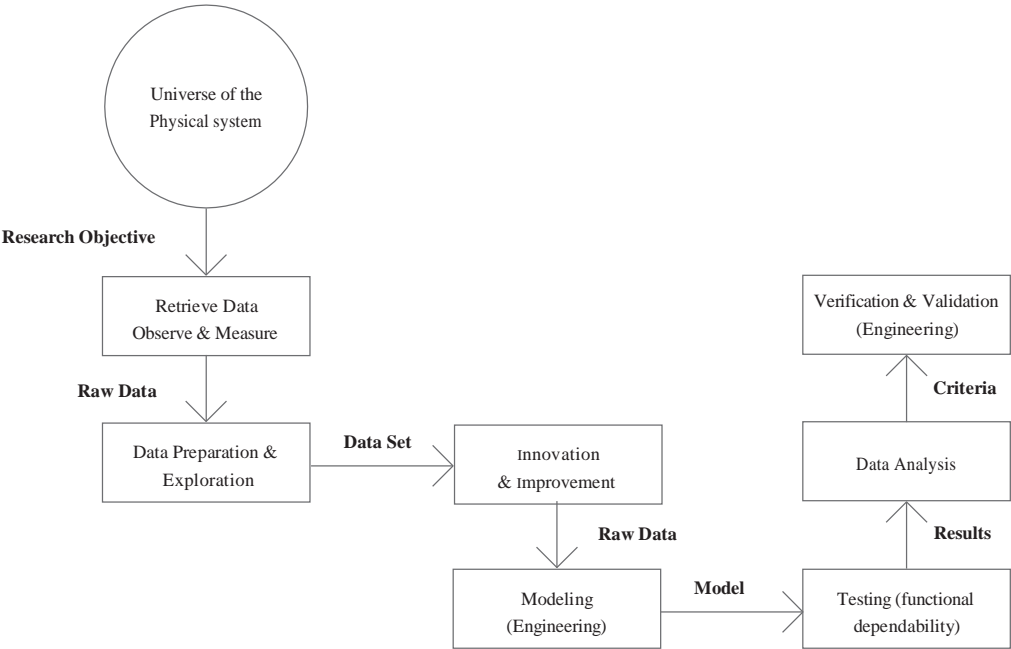 Universe of the
Physical system
Research Objective
Retrieve Data
Observe & Measure
Raw Data
Data Preparation &
Exploration
Data Set
Innovation
& Improvement
Raw Data
Modeling
(Engineering)
Model
Testing (functional
dependability)
Results
Data Analysis
Criteria
Verification & Validation
(Engineering)